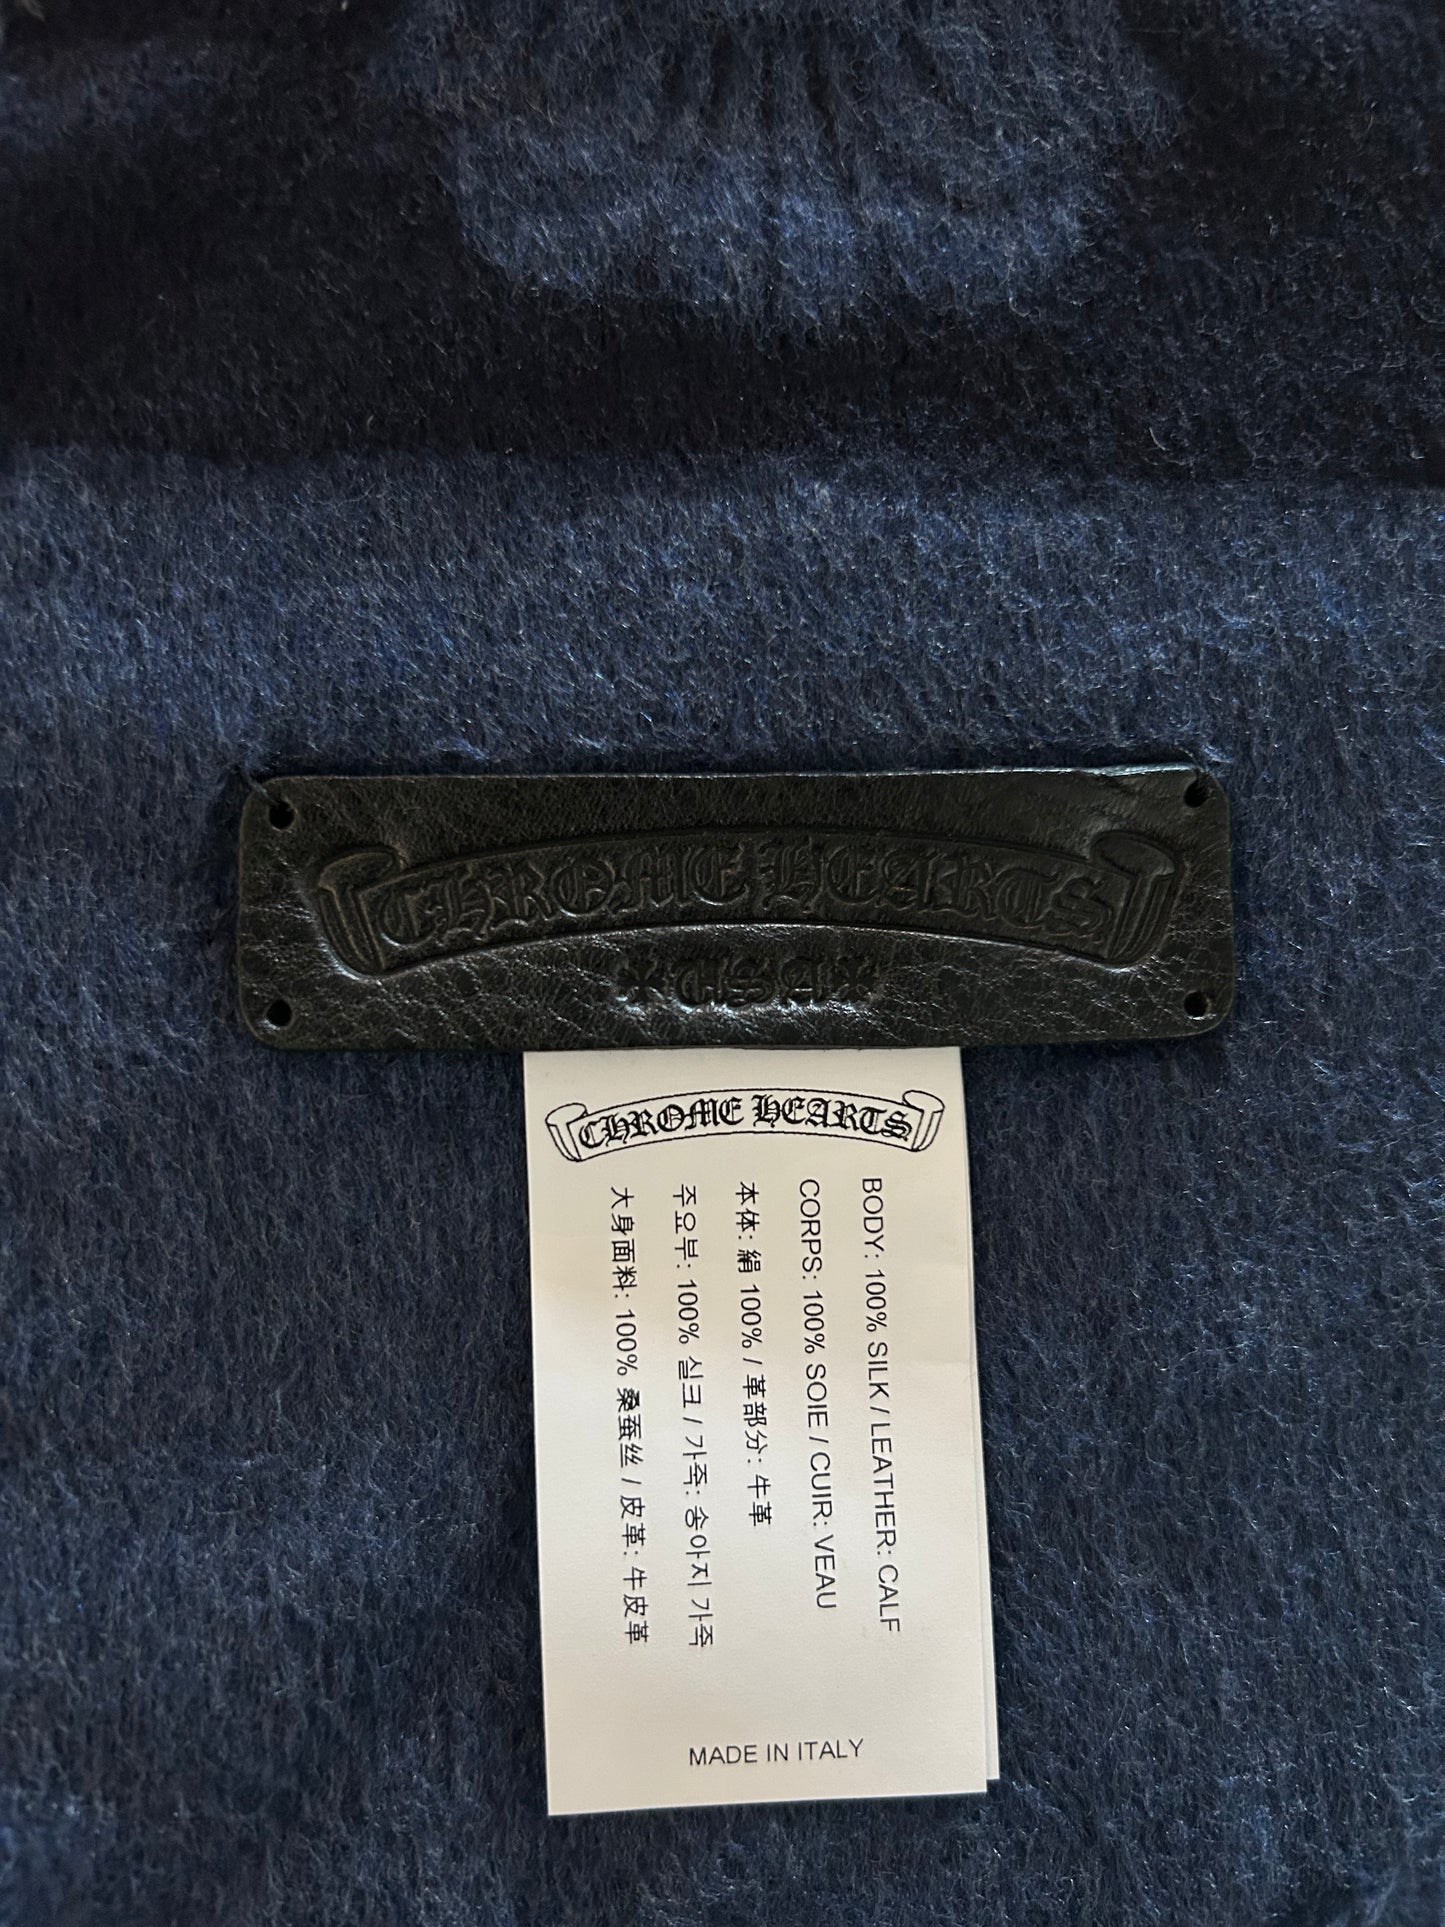 CHROME HEARTS
USA
CHROME HEARTS
BODY: 100% SILK / LEATHER: CALF
CORPS: 100% SOIE / CUIR: VEAU
本体: 絹 100% / 革部分: 牛革
주요부: 100% 실크 / 가죽: 송아지 가죽
大身面料: 100% 桑蚕丝 / 皮革: 牛皮革
MADE IN ITALY